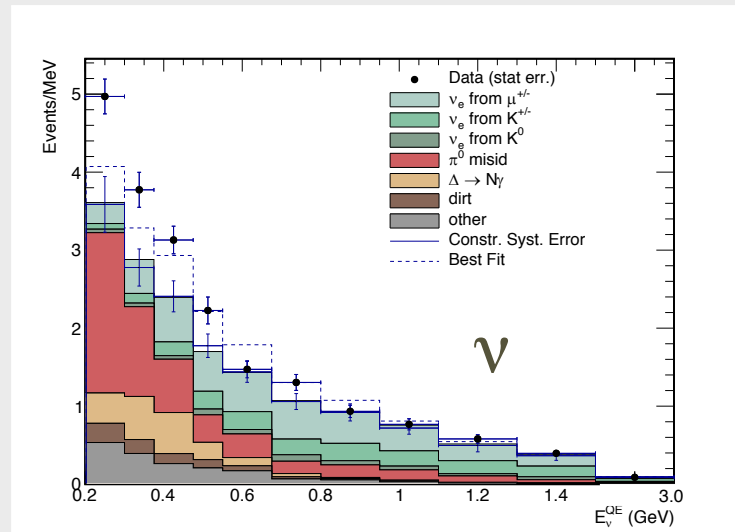 Events/MeV
5
4
3
2
1
0
Data (stat err.)
ν_e from μ^{+/-}
ν_e from K^{+/-}
ν_e from K^0
π^0 misid
Δ → Nγ
dirt
other
Constr. Syst. Error
Best Fit
ν
0.2 0.4 0.6 0.8 1 1.2 1.4 3.0
E_ν^{QE} (GeV)